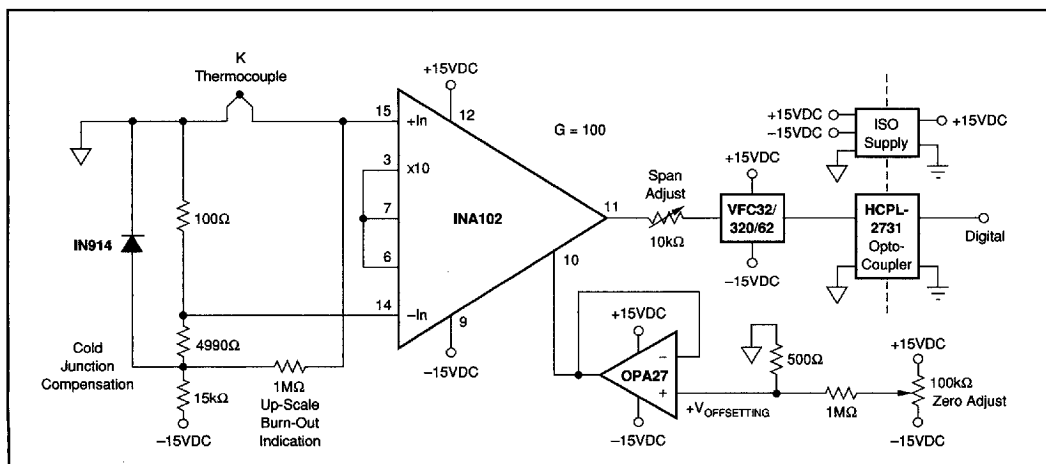 K
Thermocouple
+15VDC
15
+In
12
G = 100
3
x10
7
6
INA102
100Ω
IN914
14
–In
9
–15VDC
4990Ω
Cold
Junction
Compensation
1MΩ
Up-Scale
Burn-Out
Indication
15kΩ
–15VDC
11
10
Span
Adjust
10kΩ
+15VDC
VFC32/
320/62
–15VDC
+15VDC
–15VDC
ISO
Supply
+15VDC
HCPL-
2731
Opto-
Coupler
Digital
+15VDC
–
OPA27
+
–15VDC
+VOFFSETTING
500Ω
1MΩ
+15VDC
100kΩ
Zero Adjust
–15VDC